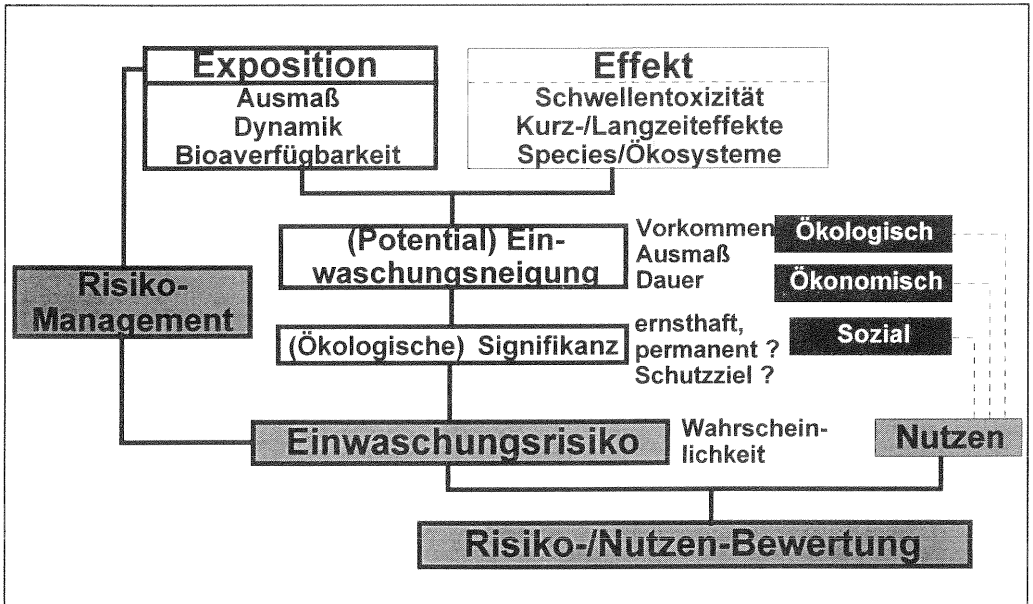 Exposition
Ausmaß
Dynamik
Bioaverfügbarkeit
Effekt
Schwellentoxizität
Kurz-/Langzeiteffekte
Species/Ökosysteme
(Potential) Ein-
waschungsneigung
Vorkommen
Ausmaß
Dauer
Ökologisch
Ökonomisch
Sozial
Risiko-
Management
(Ökologische) Signifikanz
ernsthaft,
permanent ?
Schutzziel ?
Einwaschungsrisiko
Wahrschein-
lichkeit
Nutzen
Risiko-/Nutzen-Bewertung